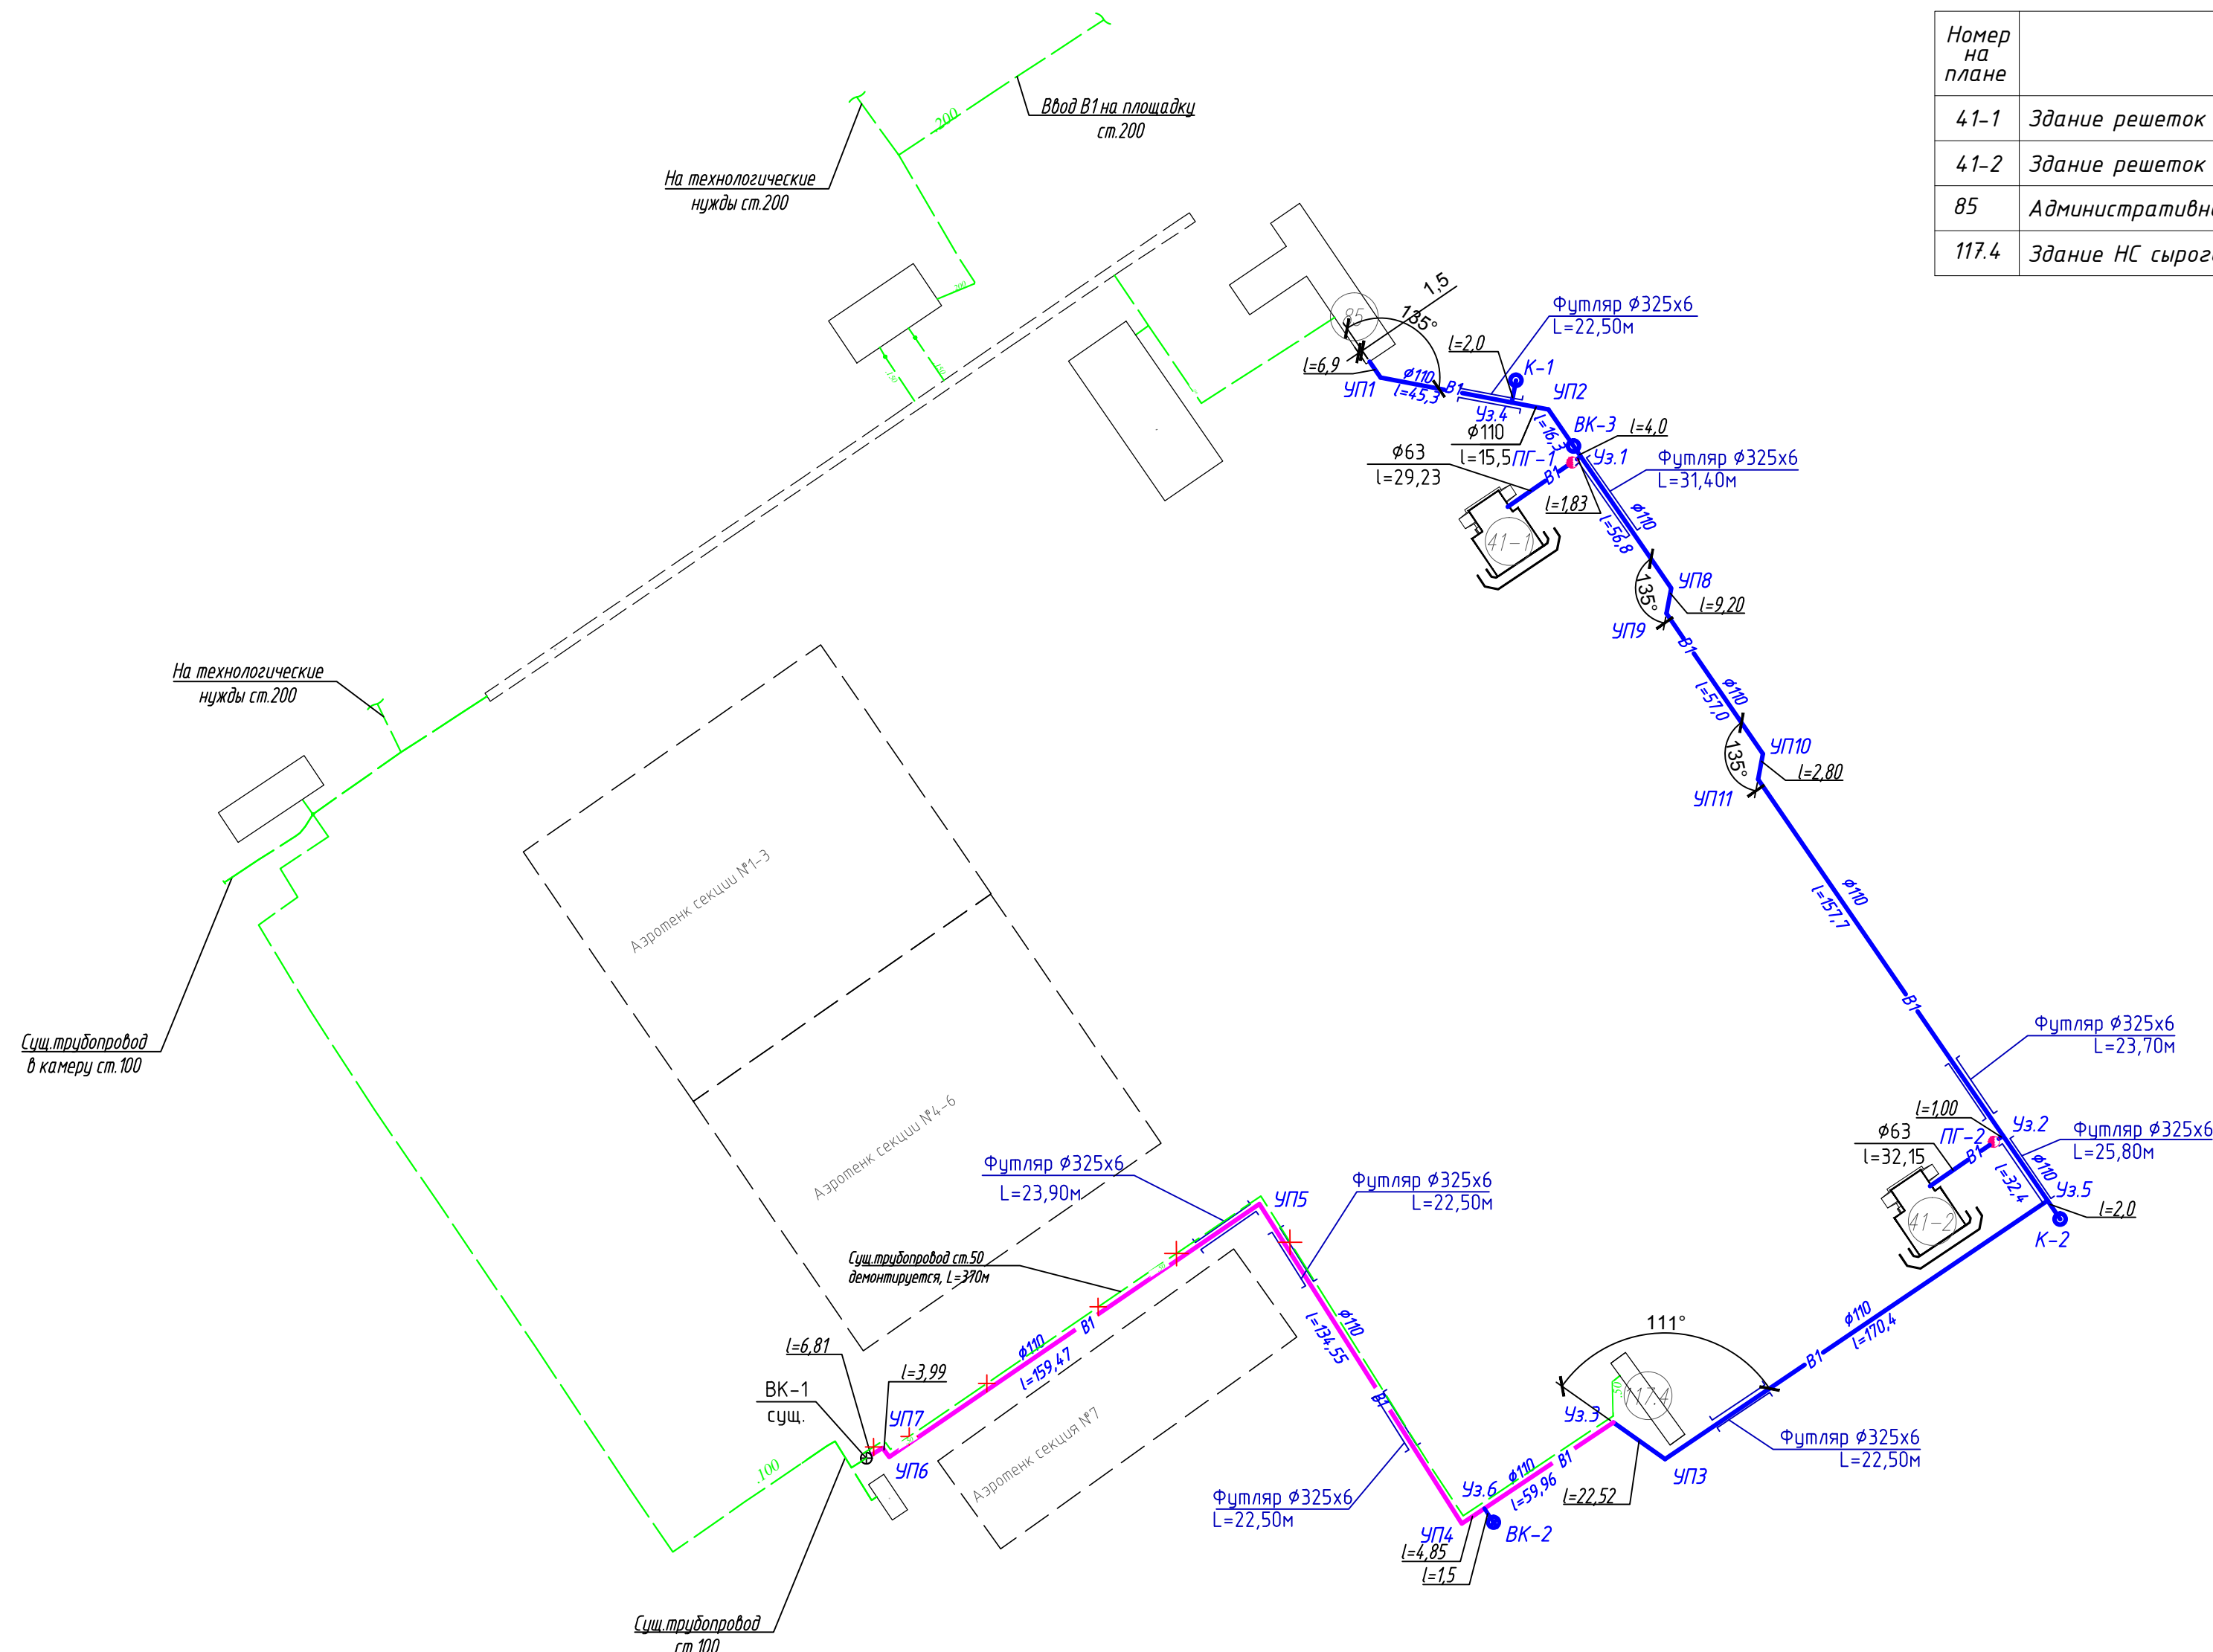 Номер
на
плане
41-1
Здание решеток
41-2
Здание решеток
85
117.4
Ввод В1 на площадку
ст.200
200
На технологические
нужды ст.200
200
150
150
85
1,5
135°
l=6,9
УП1
Ø110
l=45,3
В1
l=2,0
Футляр Ø325х6
L=22,50м
К-1
УП2
Уз.4
Ø110
l=15,5
l=16,3
ВК-3
l=4,0
ПГ-1
Уз.1
Футляр Ø325х6
L=31,40м
Ø63
l=29,23
В1
l=1,83
41-1
Ø110
l=56,8
УП8
135°
l=9,20
УП9
В1
Ø110
l=57,0
УП10
135°
l=2,80
УП11
Ø110
l=157,7
В1
На технологические
нужды ст.200
Сущ.трубопровод
в камеру ст.100
Аэротенк секции №1-3
Аэротенк секции №4-6
Футляр Ø325х6
L=23,70м
l=1,00
Уз.2
ПГ-2
Футляр Ø325х6
L=25,80м
Ø63
l=32,15
В1
Ø110
l=32,4
Уз.5
l=2,0
К-2
41-2
Футляр Ø325х6
L=23,90м
УП5
Футляр Ø325х6
L=22,50м
Сущ.трубопровод ст.50
демонтируется, L=370м
Ø110
l=134,55
Ø110
l=159,47
В1
l=6,81
l=3,99
ВК-1
сущ.
УП7
УП6
Аэротенк секция №7
111°
117.4
50
Ø110
l=170,4
В1
Уз.3
УП3
Футляр Ø325х6
L=22,50м
l=22,52
В1
Ø110
l=59,96
В1
Уз.6
УП4
ВК-2
l=4,85
l=1,5
Футляр Ø325х6
L=22,50м
.100
Сущ.трубопровод
ст.100